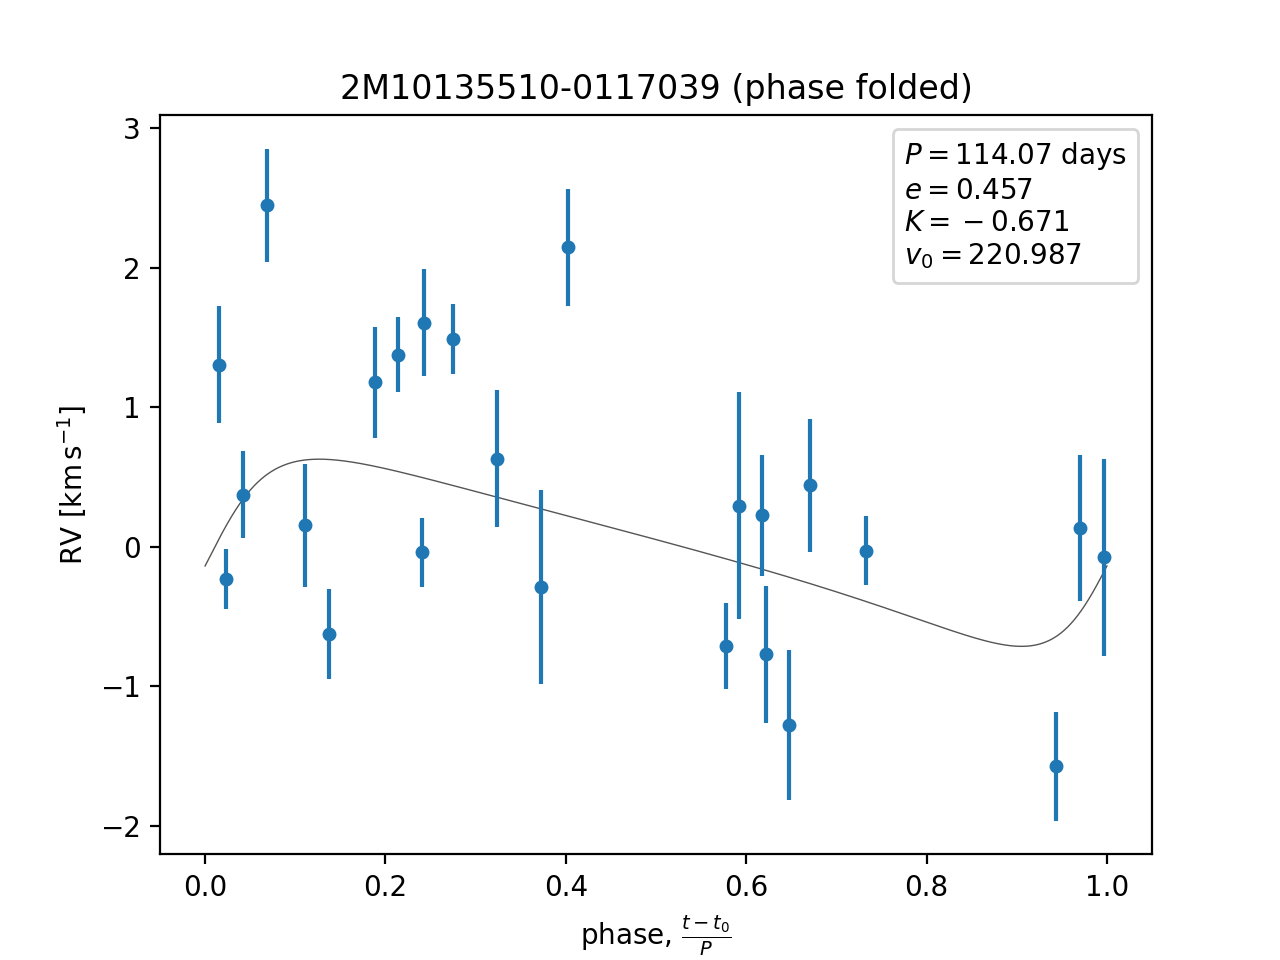 2M10135510-0117039 (phase folded)
P = 114.07 days
e = 0.457
K = −0.671
v₀ = 220.987
RV [km s⁻¹]
3
2
1
0
−1
−2
0.0 0.2 0.4 0.6 0.8 1.0
phase, (t − t₀)/P